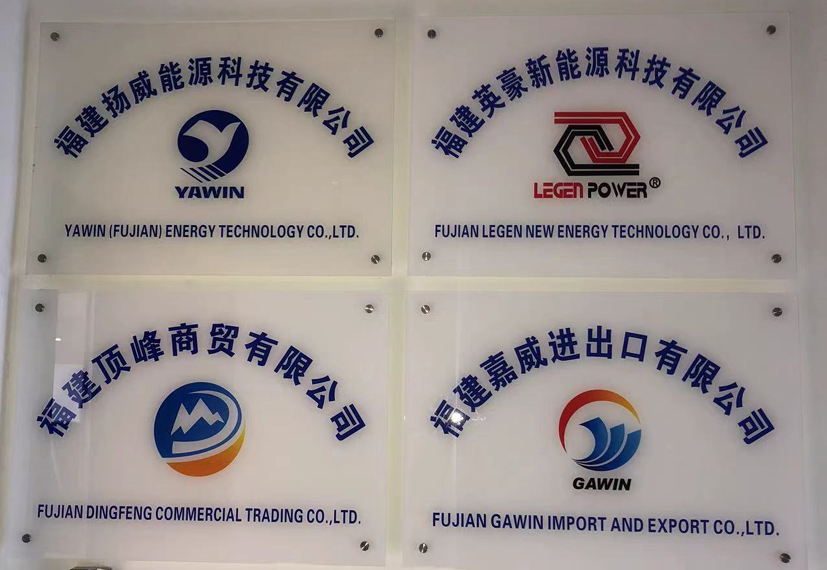 福建扬威能源科技有限公司
YAWIN
YAWIN (FUJIAN) ENERGY TECHNOLOGY CO.,LTD.
福建英豪新能源科技有限公司
LEGEN POWER®
FUJIAN LEGEN NEW ENERGY TECHNOLOGY CO., LTD.
福建顶峰商贸有限公司
FUJIAN DINGFENG COMMERCIAL TRADING CO.,LTD.
福建嘉威进出口有限公司
GAWIN
FUJIAN GAWIN IMPORT AND EXPORT CO.,LTD.